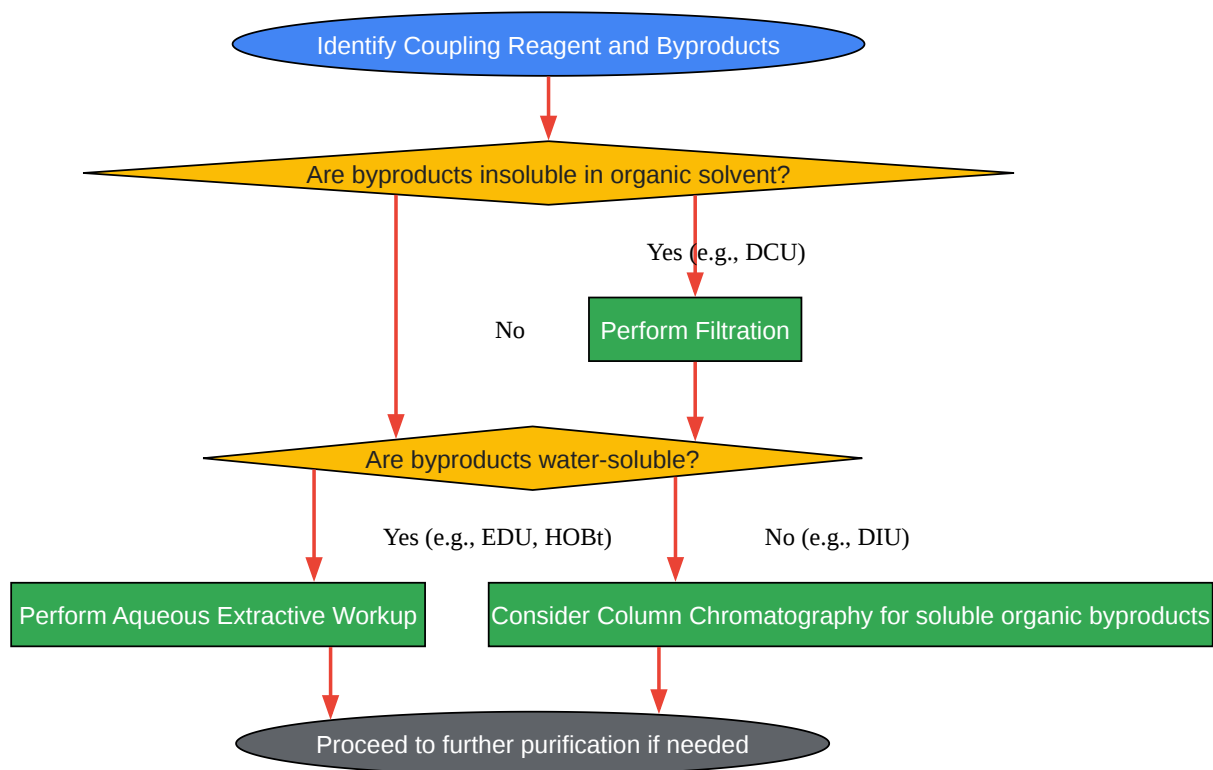 Identify Coupling Reagent and Byproducts
Are byproducts insoluble in organic solvent?
Yes (e.g., DCU)
No
Perform Filtration
Are byproducts water-soluble?
Yes (e.g., EDU, HOBt)
No (e.g., DIU)
Perform Aqueous Extractive Workup
Consider Column Chromatography for soluble organic byproducts
Proceed to further purification if needed